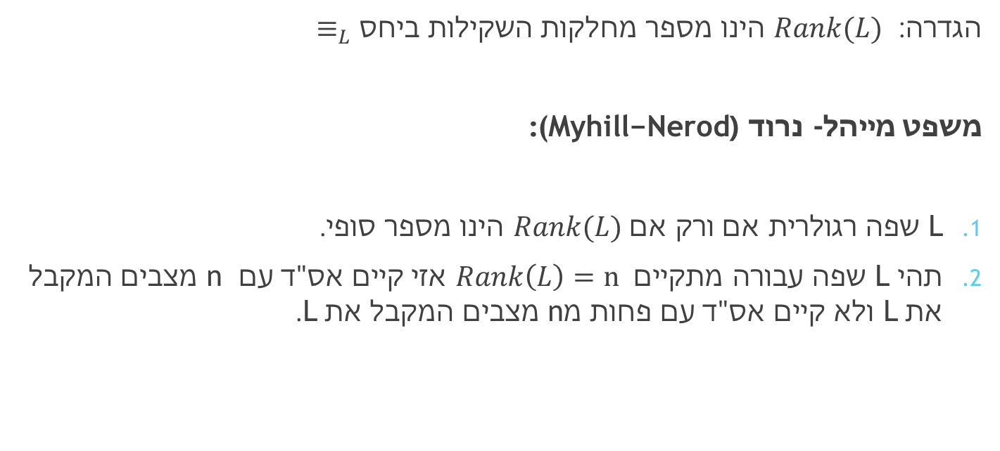 הגדרה: Rank(L) הינו מספר מחלקות השקילות ביחס ≡L
משפט מייהל- נרוד (Myhill–Nerod):
1. L שפה רגולרית אם ורק אם Rank(L) הינו מספר סופי.
2. תהי L שפה עבורה מתקיים Rank(L) = n אזי קיים אס"ד עם n מצבים המקבל
את L ולא קיים אס"ד עם פחות מn מצבים המקבל את L.